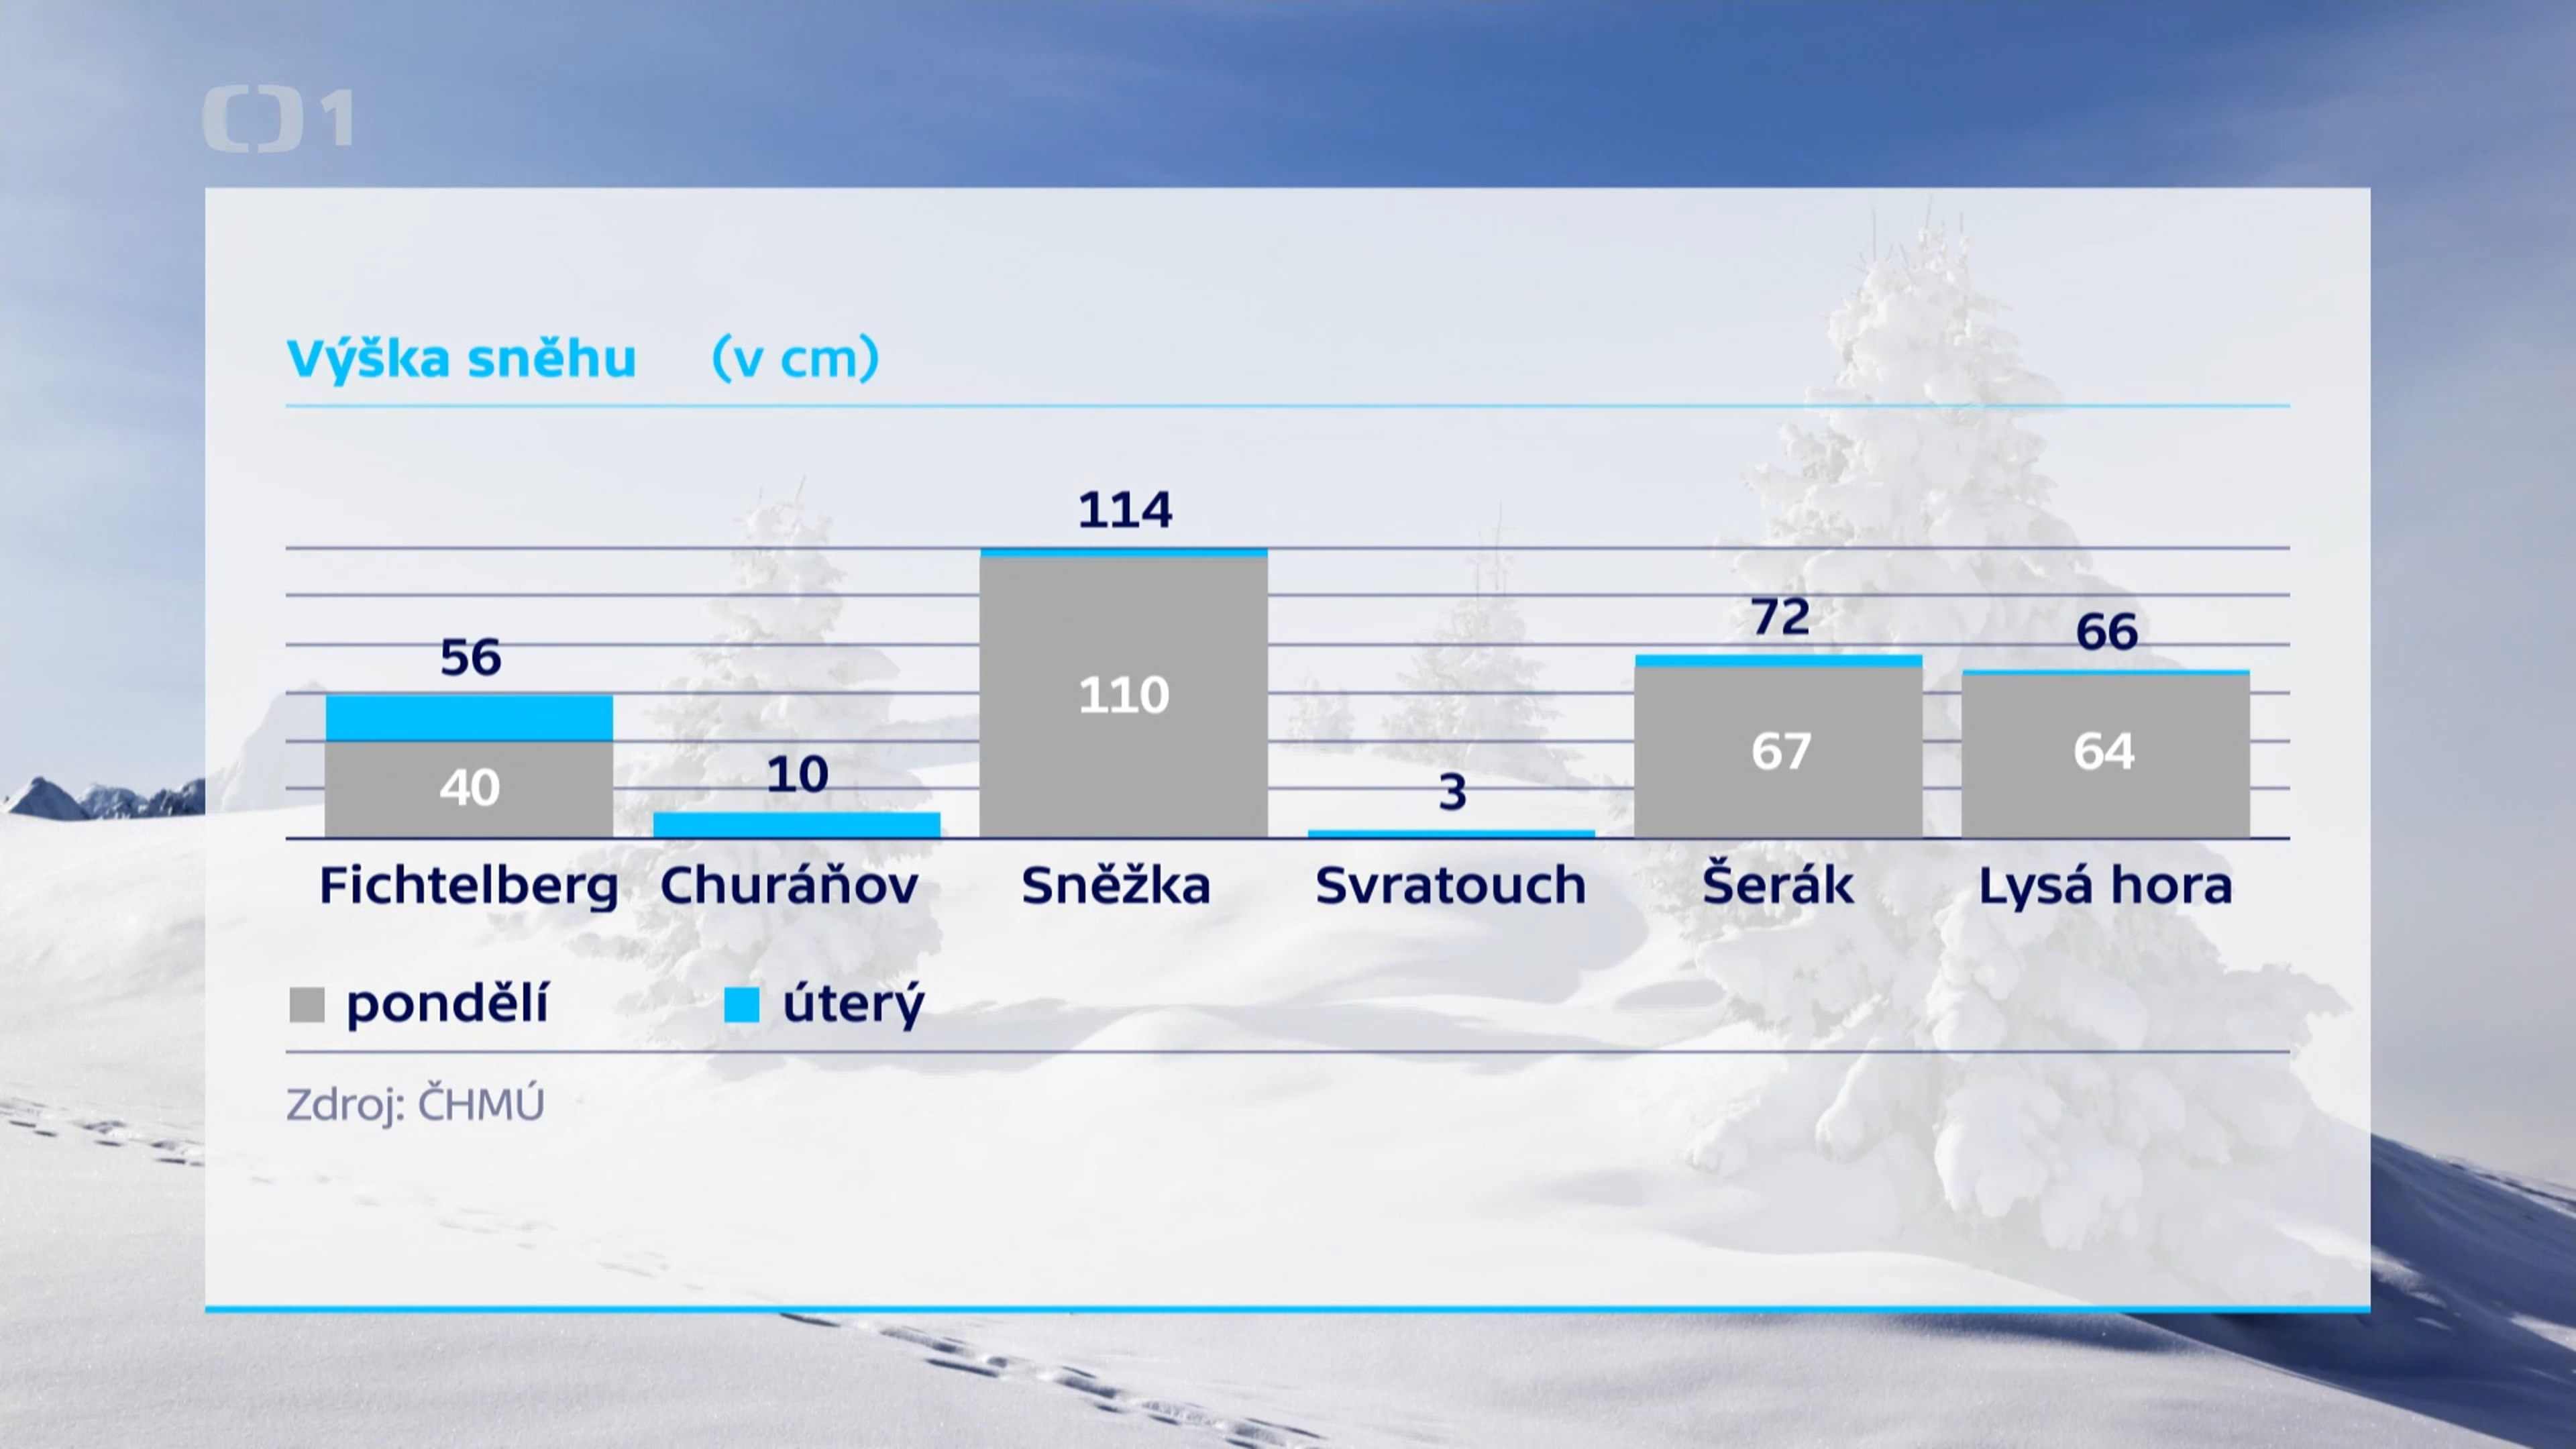 1
Výška sněhu (v cm)
114
56
72
66
110
40
10
3
67
64
Fichtelberg Churáňov Sněžka Svratouch Šerák Lysá hora
pondělí úterý
Zdroj: ČHMÚ